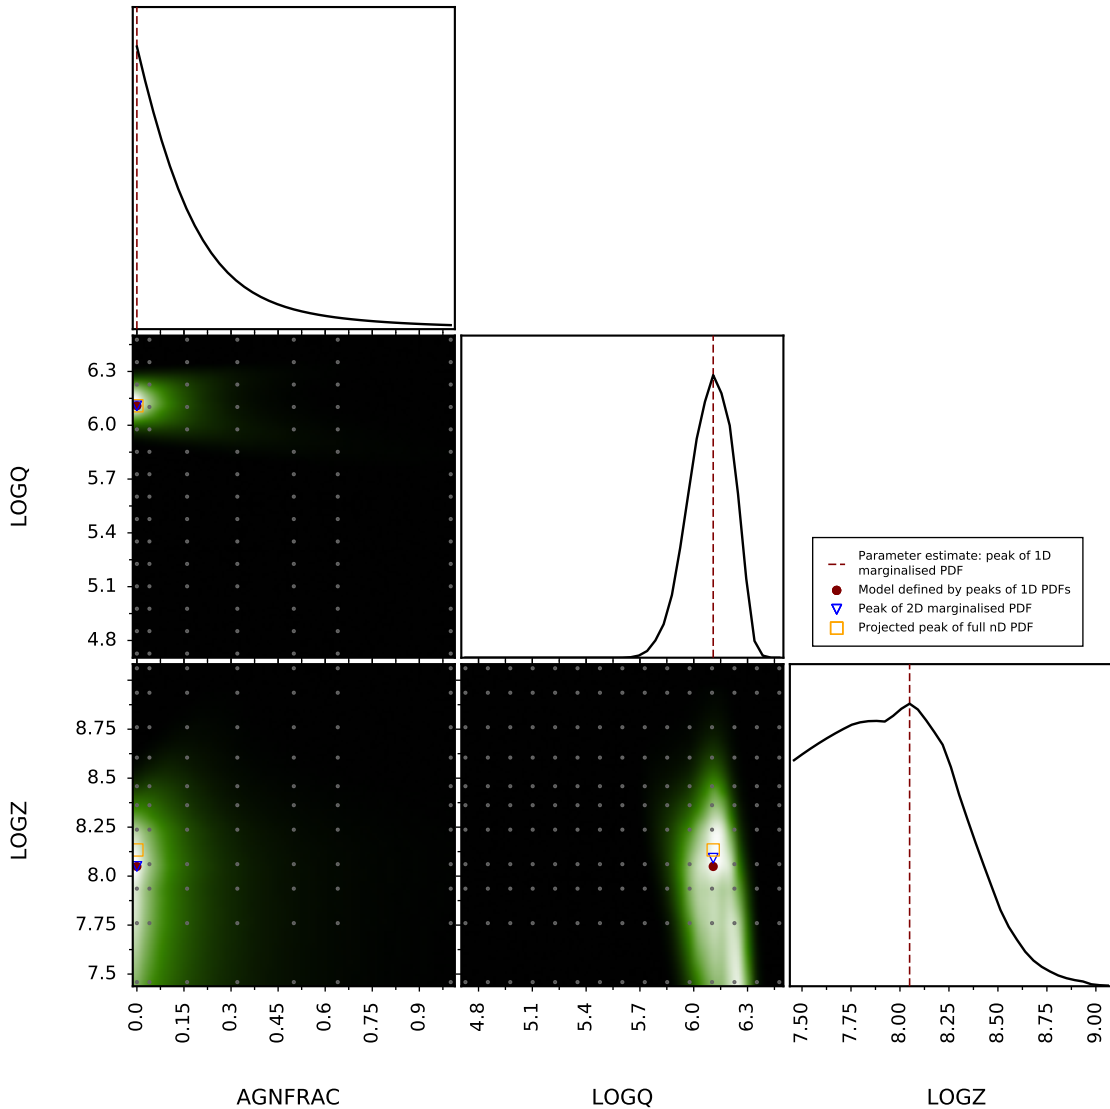 6.3
6.0
5.7
5.4
5.1
4.8
LOGQ
Parameter estimate: peak of 1D
marginalised PDF
Model defined by peaks of 1D PDFs
Peak of 2D marginalised PDF
Projected peak of full nD PDF
8.75
8.5
8.25
8.0
7.75
7.5
LOGZ
0.0 0.15 0.3 0.45 0.6 0.75 0.9
4.8 5.1 5.4 5.7 6.0 6.3
7.50 7.75 8.00 8.25 8.50 8.75 9.00
AGNFRAC
LOGQ
LOGZ